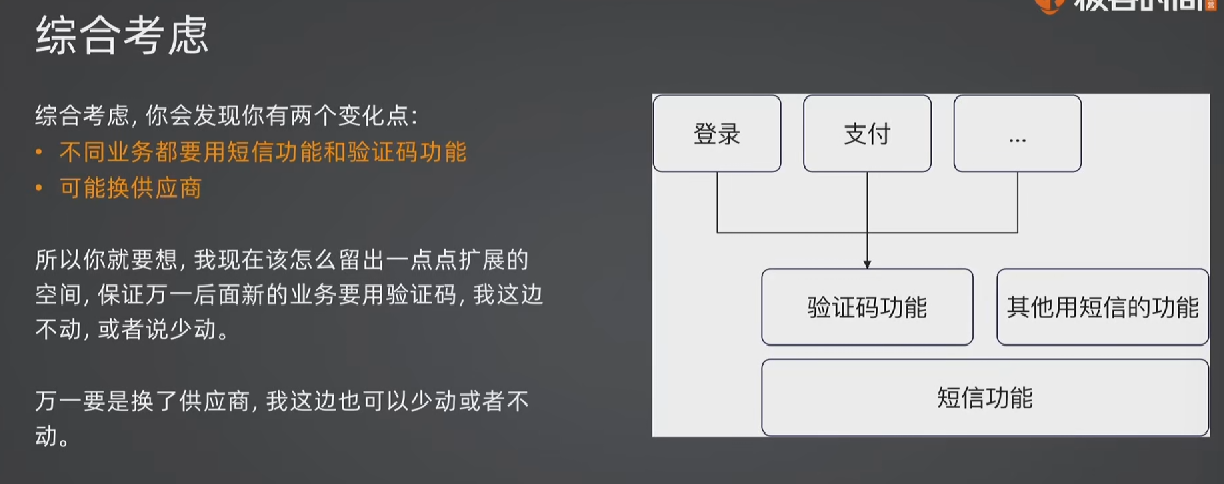 综合考虑
综合考虑, 你会发现你有两个变化点:
• 不同业务都要用短信功能和验证码功能
• 可能换供应商
所以你就要想, 我现在该怎么留出一点点扩展的
空间, 保证万一后面新的业务要用验证码, 我这边
不动, 或者说少动。
万一要是换了供应商, 我这边也可以少动或者不
动。
登录
支付
...
验证码功能
其他用短信的功能
短信功能